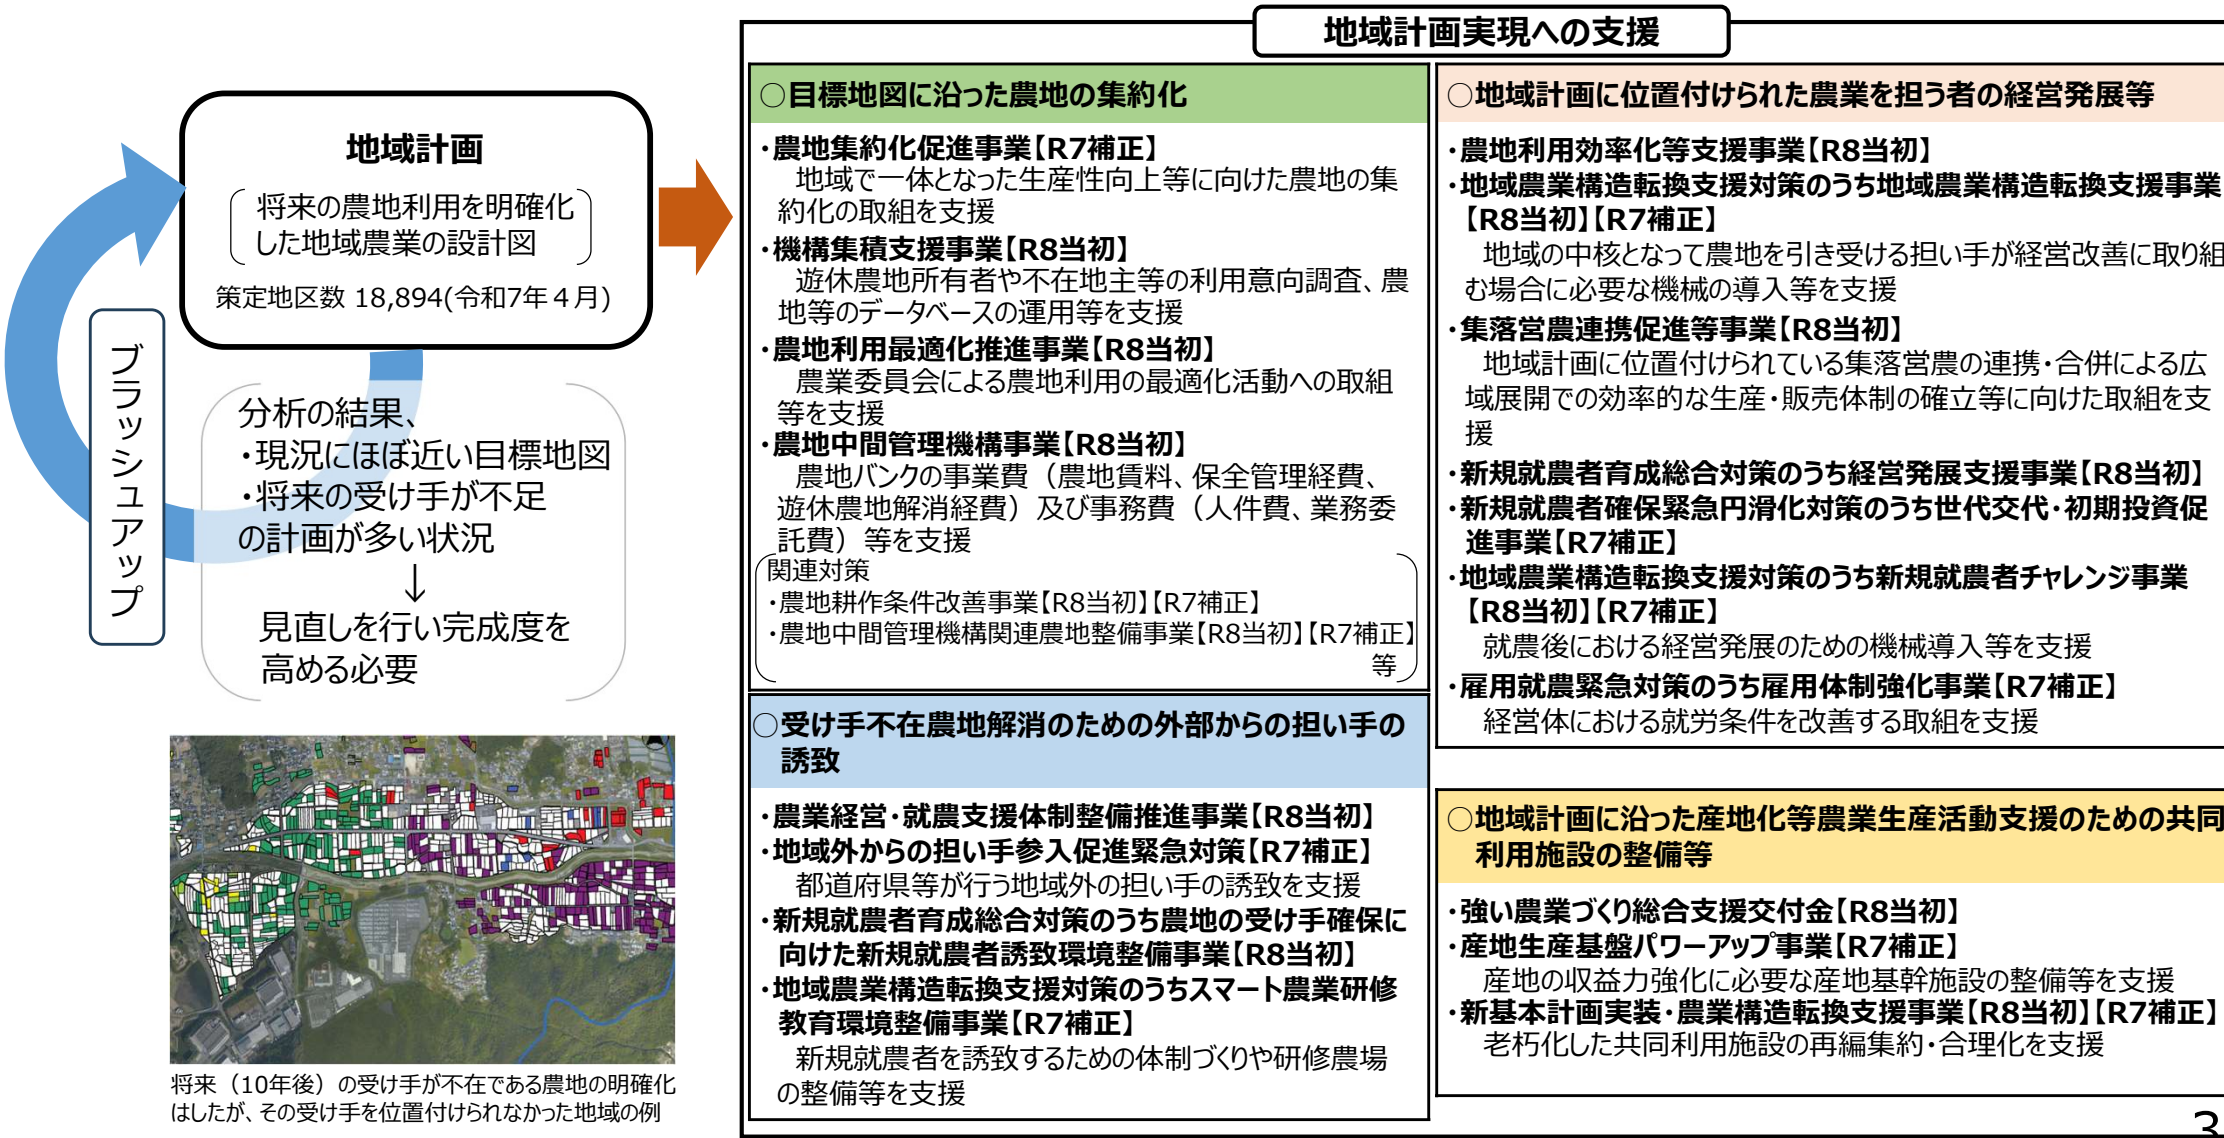 地域計画実現への支援
地域計画
将来の農地利用を明確化
した地域農業の設計図
策定地区数 18,894(令和7年４月)
ブラッシュアップ
分析の結果、
・現況にほぼ近い目標地図
・将来の受け手が不足
の計画が多い状況
↓
見直しを行い完成度を
高める必要
将来（10年後）の受け手が不在である農地の明確化
はしたが、その受け手を位置付けられなかった地域の例
○目標地図に沿った農地の集約化
・農地集約化促進事業【R7補正】
地域で一体となった生産性向上等に向けた農地の集
約化の取組を支援
・機構集積支援事業【R8当初】
遊休農地所有者や不在地主等の利用意向調査、農
地等のデータベースの運用等を支援
・農地利用最適化推進事業【R8当初】
農業委員会による農地利用の最適化活動への取組
等を支援
・農地中間管理機構事業【R8当初】
農地バンクの事業費（農地賃料、保全管理経費、
遊休農地解消経費）及び事務費（人件費、業務委
託費）等を支援
関連対策
・農地耕作条件改善事業【R8当初】【R7補正】
・農地中間管理機構関連農地整備事業【R8当初】【R7補正】
等
○受け手不在農地解消のための外部からの担い手の
誘致
・農業経営・就農支援体制整備推進事業【R8当初】
・地域外からの担い手参入促進緊急対策【R7補正】
都道府県等が行う地域外の担い手の誘致を支援
・新規就農者育成総合対策のうち農地の受け手確保に
向けた新規就農者誘致環境整備事業【R8当初】
・地域農業構造転換支援対策のうちスマート農業研修
教育環境整備事業【R7補正】
新規就農者を誘致するための体制づくりや研修農場
の整備等を支援
○地域計画に位置付けられた農業を担う者の経営発展等
・農地利用効率化等支援事業【R8当初】
・地域農業構造転換支援対策のうち地域農業構造転換支援事業
【R8当初】【R7補正】
地域の中核となって農地を引き受ける担い手が経営改善に取り組
む場合に必要な機械の導入等を支援
・集落営農連携促進等事業【R8当初】
地域計画に位置付けられている集落営農の連携・合併による広
域展開での効率的な生産・販売体制の確立等に向けた取組を支
援
・新規就農者育成総合対策のうち経営発展支援事業【R8当初】
・新規就農者確保緊急円滑化対策のうち世代交代・初期投資促
進事業【R7補正】
・地域農業構造転換支援対策のうち新規就農者チャレンジ事業
【R8当初】【R7補正】
就農後における経営発展のための機械導入等を支援
・雇用就農緊急対策のうち雇用体制強化事業【R7補正】
経営体における就労条件を改善する取組を支援
○地域計画に沿った産地化等農業生産活動支援のための共同
利用施設の整備等
・強い農業づくり総合支援交付金【R8当初】
・産地生産基盤パワーアップ事業【R7補正】
産地の収益力強化に必要な産地基幹施設の整備等を支援
・新基本計画実装・農業構造転換支援事業【R8当初】【R7補正】
老朽化した共同利用施設の再編集約・合理化を支援